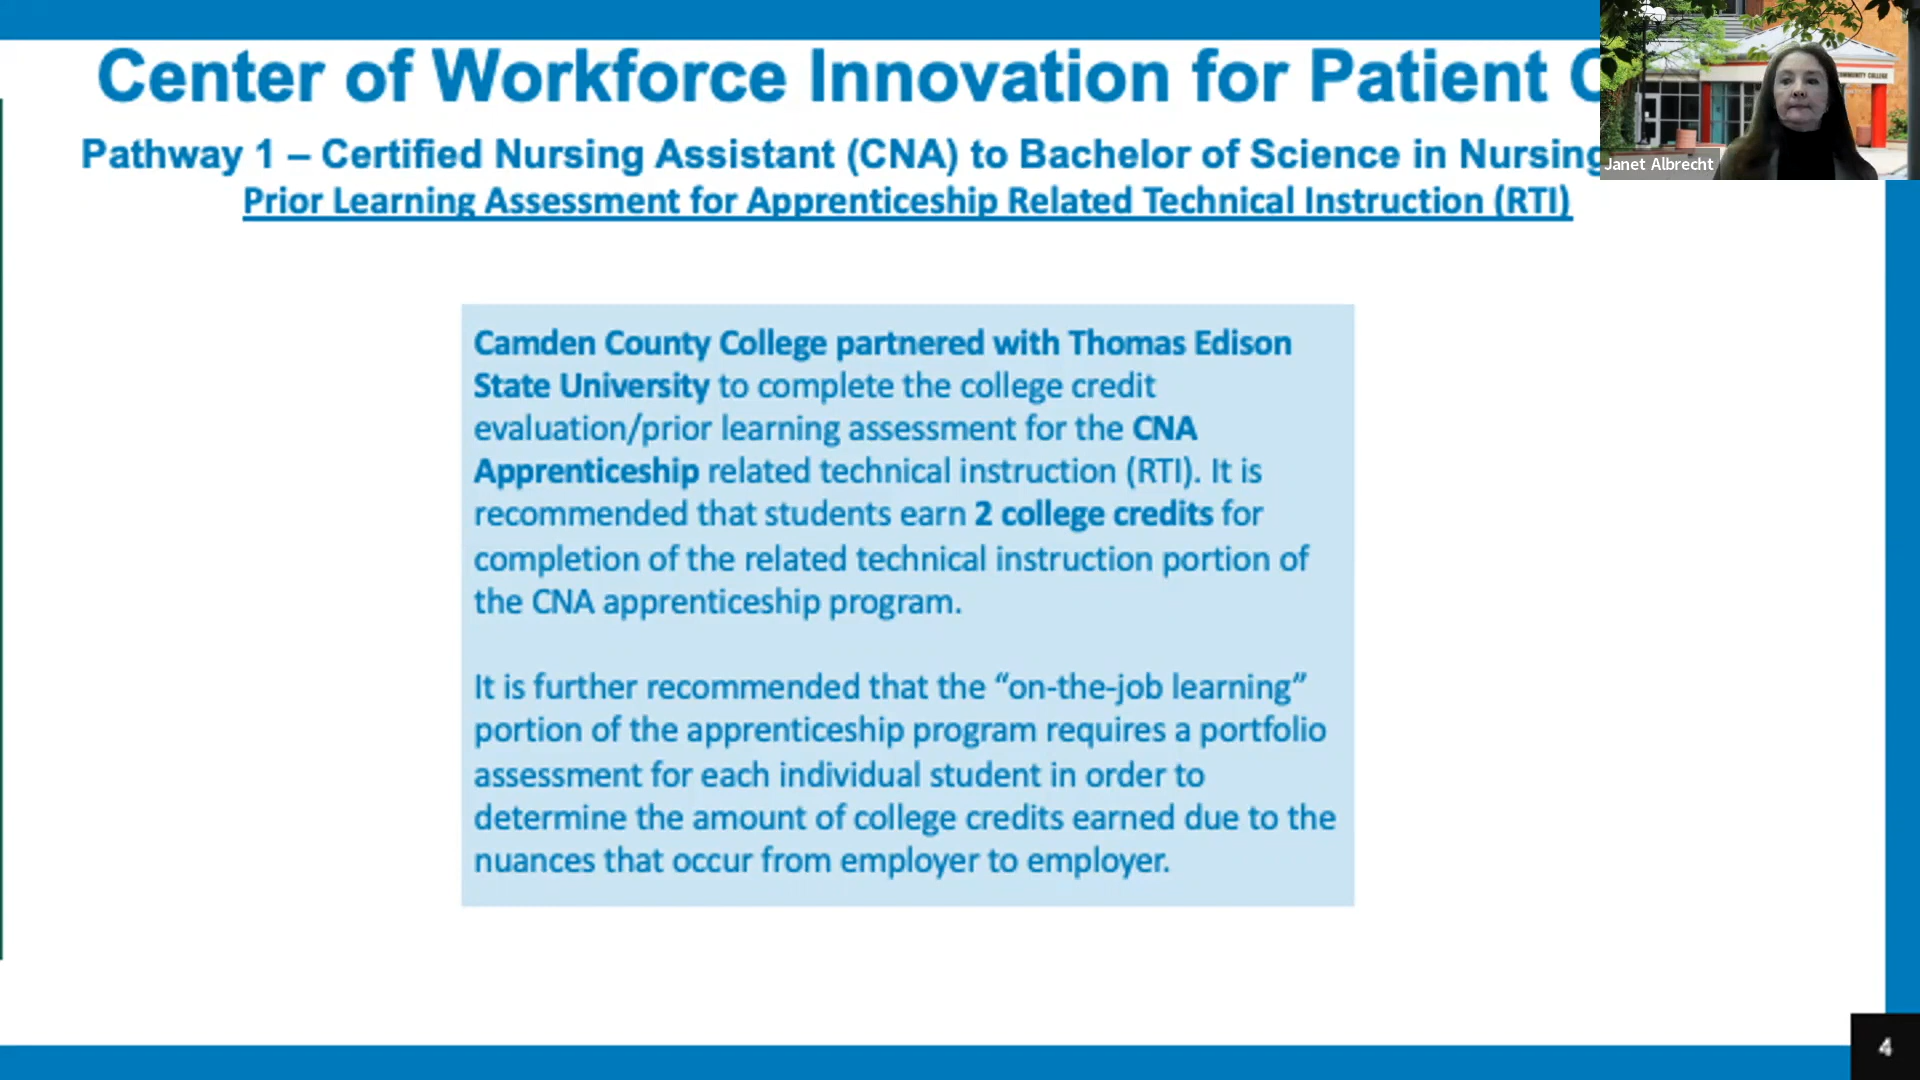 Center of Workforce Innovation for Patient
Pathway 1 – Certified Nursing Assistant (CNA) to Bachelor of Science in Nursing
Prior Learning Assessment for Apprenticeship Related Technical Instruction (RTI)
COMMUNITY COLLEGE
Janet Albrecht
Camden County College partnered with Thomas Edison
State University to complete the college credit
evaluation/prior learning assessment for the CNA
Apprenticeship related technical instruction (RTI). It is
recommended that students earn 2 college credits for
completion of the related technical instruction portion of
the CNA apprenticeship program.
It is further recommended that the “on-the-job learning”
portion of the apprenticeship program requires a portfolio
assessment for each individual student in order to
determine the amount of college credits earned due to the
nuances that occur from employer to employer.
4